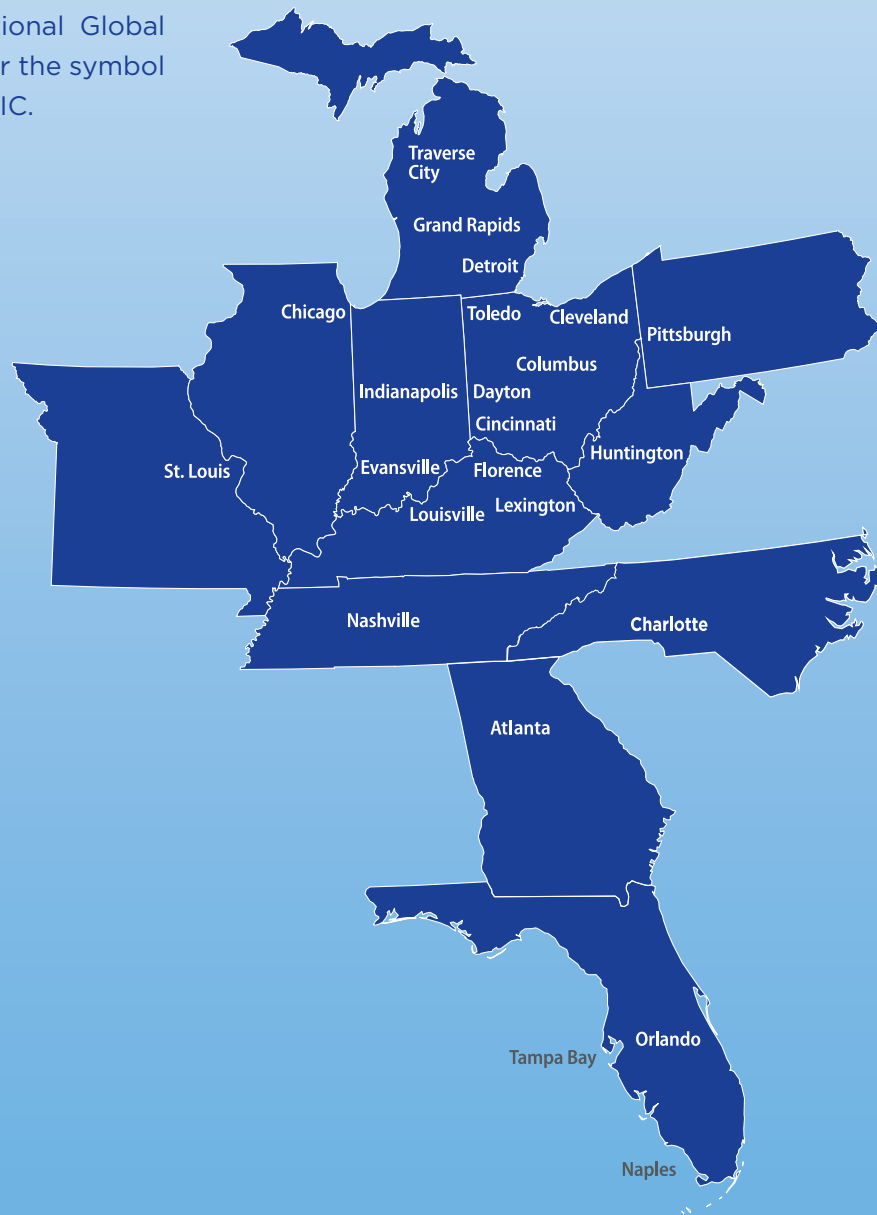 ional Global
r the symbol
IC.
Traverse
City
Grand Rapids
Detroit
Chicago
Toledo
Cleveland
Pittsburgh
Columbus
Indianapolis
Dayton
Cincinnati
Huntington
St. Louis
Evansville
Florence
Lexington
Louisville
Nashville
Charlotte
Atlanta
Orlando
Tampa Bay
Naples